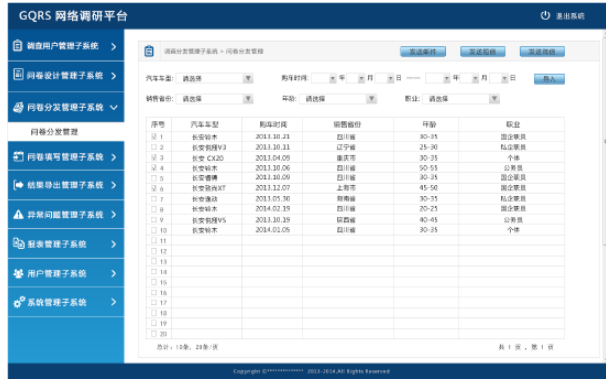 GQRS 网络调研平台
退出系统
调查用户管理子系统
问卷设计管理子系统
问卷分发管理子系统
问卷分发管理
问卷填写管理子系统
结果导出管理子系统
异常问题管理子系统
报表管理子系统
用户管理子系统
系统管理子系统
调查分发管理子系统 > 问卷分发管理
发送邮件 发送短信
汽车车型: 请选择 购车时间: 年 月 日 —— 年 月 日 导入
销售省份: 请选择 年龄: 请选择 职业: 请选择
序号 汽车车型 购车时间 销售省份 年龄 职业
1 长安铃木 2013.10.21 四川省 30-35 国企职员
2 长安悦翔V3 2013.10.11 辽宁省 25-30 私企职员
3 长安 CX20 2013.04.09 重庆市 30-35 个体
4 长安铃木 2013.10.06 四川省 50-55 公务员
5 长安睿骋 2013.10.09 四川省 30-35 国企职员
6 长安致尚XT 2013.12.07 上海市 45-50 国企职员
7 长安逸动 2013.05.30 海南省 30-35 私企职员
8 长安铃木 2014.02.19 四川省 20-25 国企职员
9 长安悦翔V5 2013.10.19 陕西省 40-45 公务员
10 长安铃木 2014.01.05 四川省 30-35 个体
11
12
13
14
15
16
17
18
19
20
总计: 10条, 20条/页 共 1 页, 第 1 页
Copyright ©************** 2013-2014,All Rights Reserved